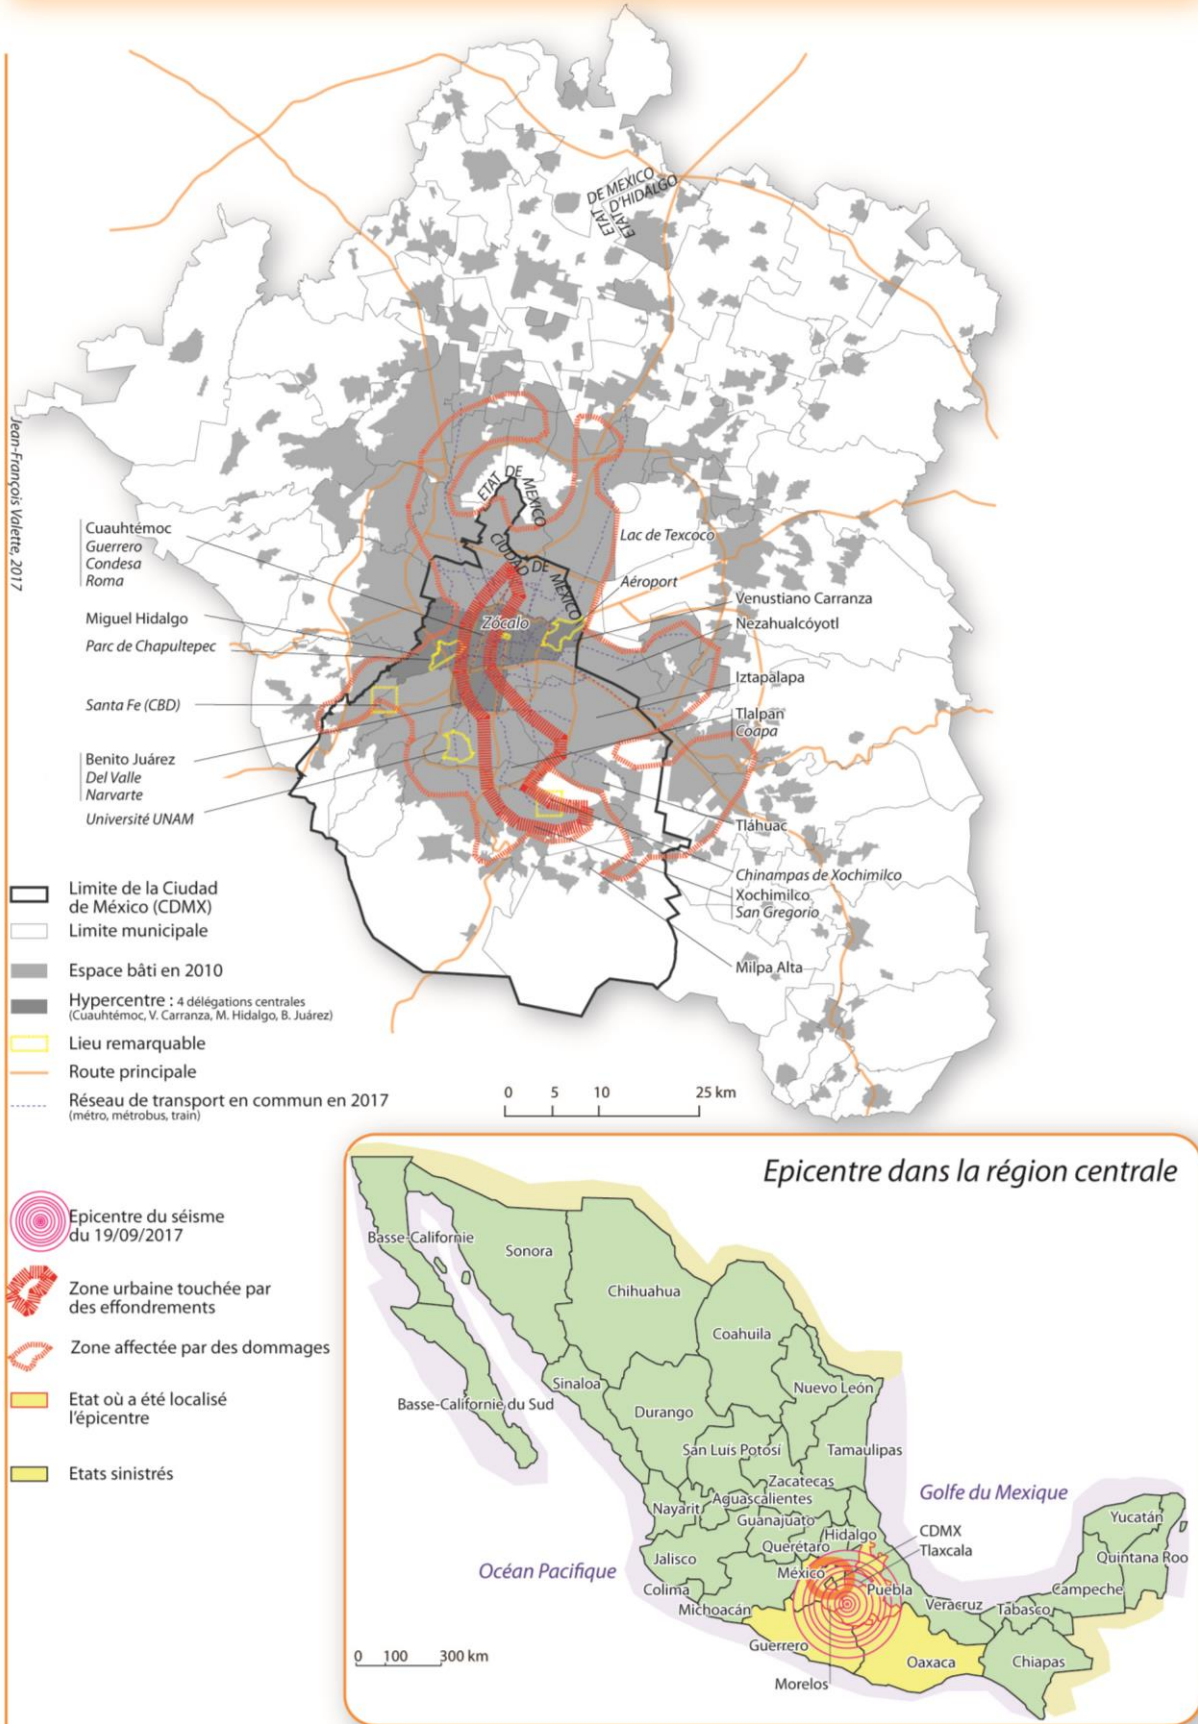 DE MEXICO
ETAT D'HIDALGO
ETAT
Jean-François Valette, 2017
ETAT DE
MEXICO
CIUDAD DE MÉXICO
Lac de Texcoco
Aéroport
Zócalo
Cuauhtémoc
Guerrero
Condesa
Roma
Miguel Hidalgo
Parc de Chapultepec
Santa Fe (CBD)
Benito Juárez
Del Valle
Narvarte
Université UNAM
Venustiano Carranza
Nezahualcóyotl
Iztapalapa
Tlalpan
Coapa
Tláhuac
Chinampas de Xochimilco
Xochimilco
San Gregorio
Milpa Alta
Limite de la Ciudad
de México (CDMX)
Limite municipale
Espace bâti en 2010
Hypercentre : 4 délégations centrales
(Cuauhtémoc, V. Carranza, M. Hidalgo, B. Juárez)
Lieu remarquable
Route principale
Réseau de transport en commun en 2017
(métro, métrobus, train)
0 5 10 25 km
Epicentre du séisme
du 19/09/2017
Zone urbaine touchée par
des effondrements
Zone affectée par des dommages
Etat où a été localisé
l'épicentre
Etats sinistrés
Epicentre dans la région centrale
Basse-Californie
Sonora
Chihuahua
Coahuila
Sinaloa
Nuevo León
Basse-Californie du Sud
Durango
San Luis Potosí
Tamaulipas
Zacatecas
Aguascalientes
Nayarit
Guanajuato
Golfe du Mexique
Hidalgo
CDMX
Querétaro
Tlaxcala
Yucatán
Jalisco
Quintana Roo
Océan Pacifique
México
Puebla
Colima
Campeche
Michoacán
Veracruz
Tabasco
Guerrero
Oaxaca
Chiapas
Morelos
0 100 300 km